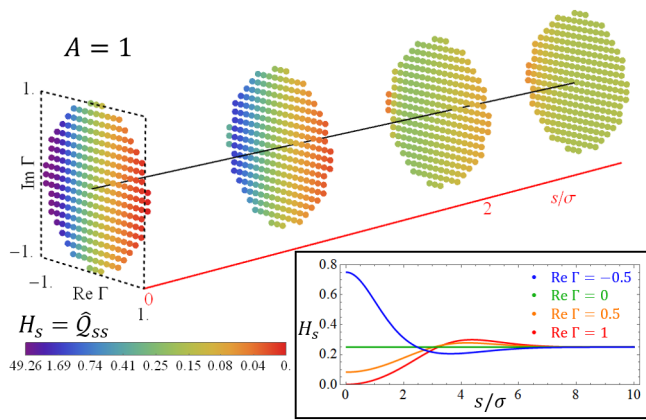 A = 1
1.
Im Γ
−1.
−1.
Re Γ
1.
0
2
s/σ
H_s = Q̂_ss
49.26 1.69 0.74 0.41 0.25 0.15 0.08 0.04 0.
0.8
0.6
0.4
0.2
0.0
H_s
Re Γ = −0.5
Re Γ = 0
Re Γ = 0.5
Re Γ = 1
0 2 4 6 8 10
s/σ